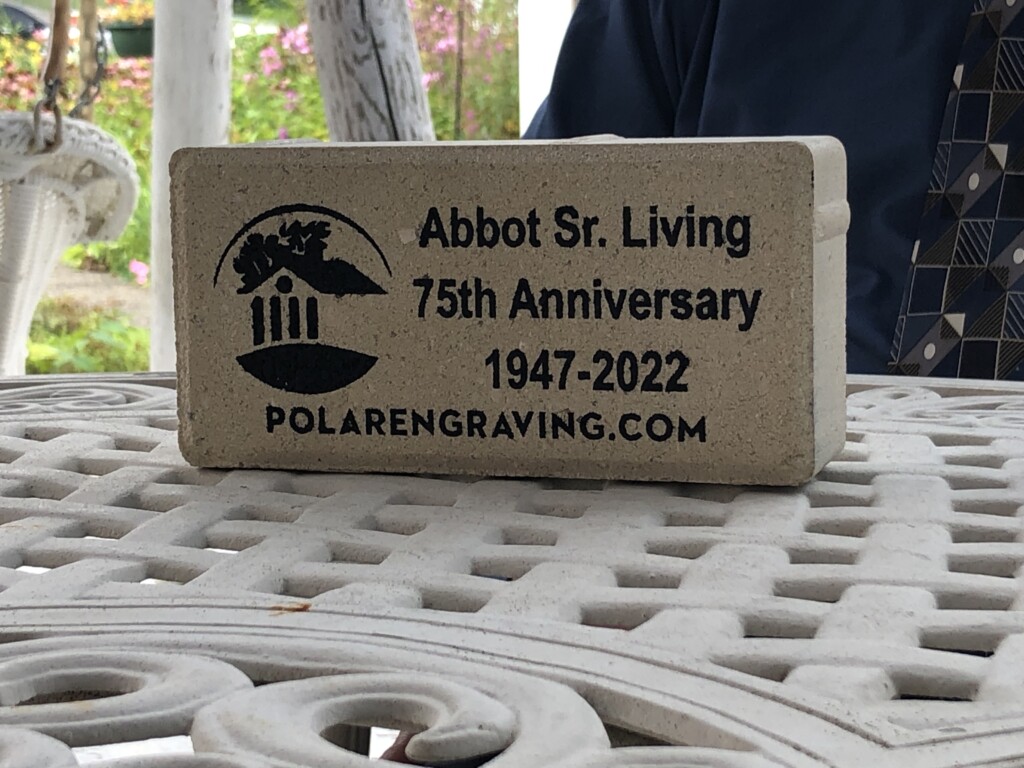 Abbot Sr. Living
75th Anniversary
1947-2022
POLARENGRAVING.COM